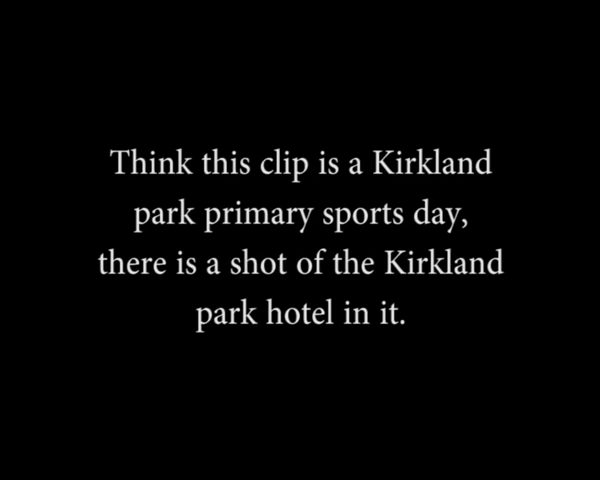 Think this clip is a Kirkland
park primary sports day,
there is a shot of the Kirkland
park hotel in it.